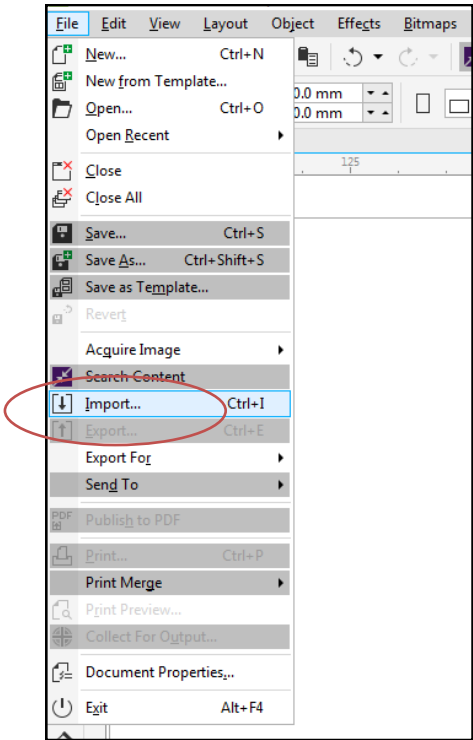 File Edit View Layout Object Effects Bitmaps
New... Ctrl+N
New from Template...
0.0 mm
Open... Ctrl+O
0.0 mm
Open Recent
125
Close
Close All
Save... Ctrl+S
Save As... Ctrl+Shift+S
Save as Template...
Revert
Acquire Image
Search Content
Import... Ctrl+I
Export... Ctrl+E
Export For
Send To
PDF
Publish to PDF
Print... Ctrl+P
Print Merge
Print Preview...
Collect For Output...
Document Properties...
Exit Alt+F4